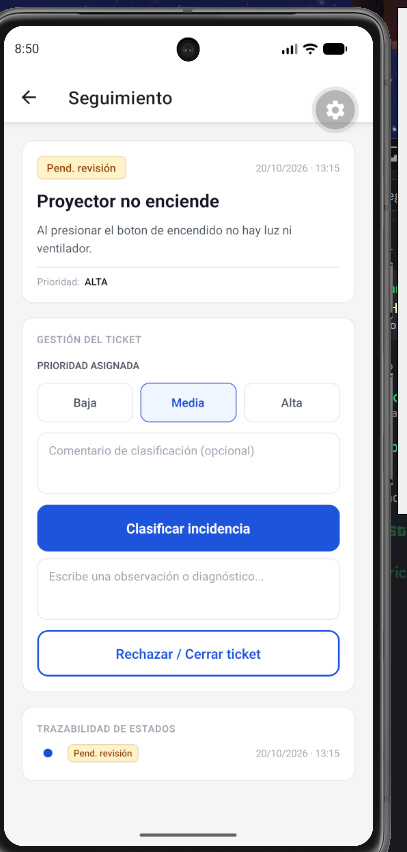 8:50
Seguimiento
Pend. revisión
20/10/2026 · 13:15
Proyector no enciende
Al presionar el boton de encendido no hay luz ni
ventilador.
Prioridad: ALTA
GESTIÓN DEL TICKET
PRIORIDAD ASIGNADA
Baja
Media
Alta
Comentario de clasificación (opcional)
Clasificar incidencia
Escribe una observación o diagnóstico...
Rechazar / Cerrar ticket
TRAZABILIDAD DE ESTADOS
Pend. revisión
20/10/2026 · 13:15